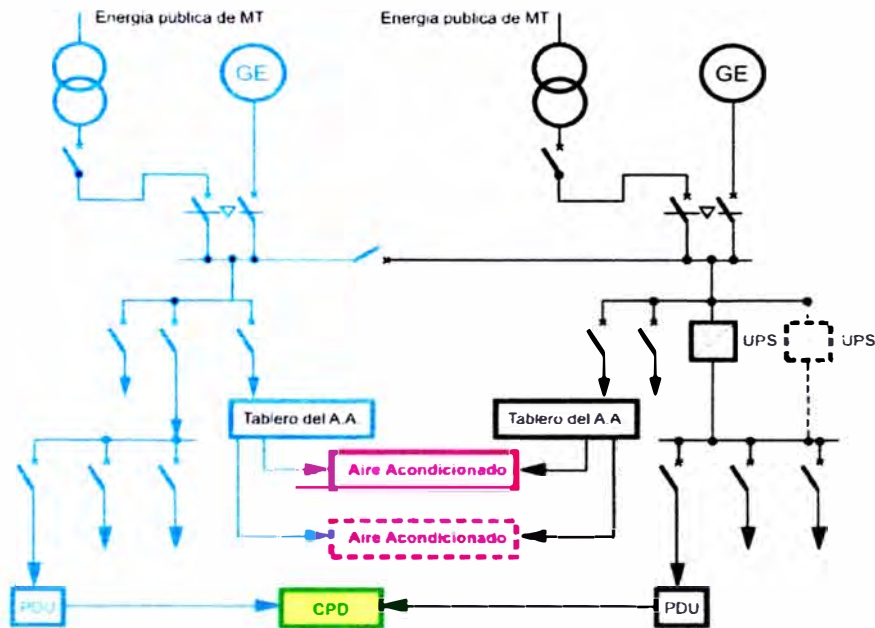 Energia publica de MT
Energia publica de MT
GE
GE
UPS
UPS
Tablero del A.A.
Tablero del A.A
Aire Acondicionado
Aire Acondicionado
PDU
CPD
PDU